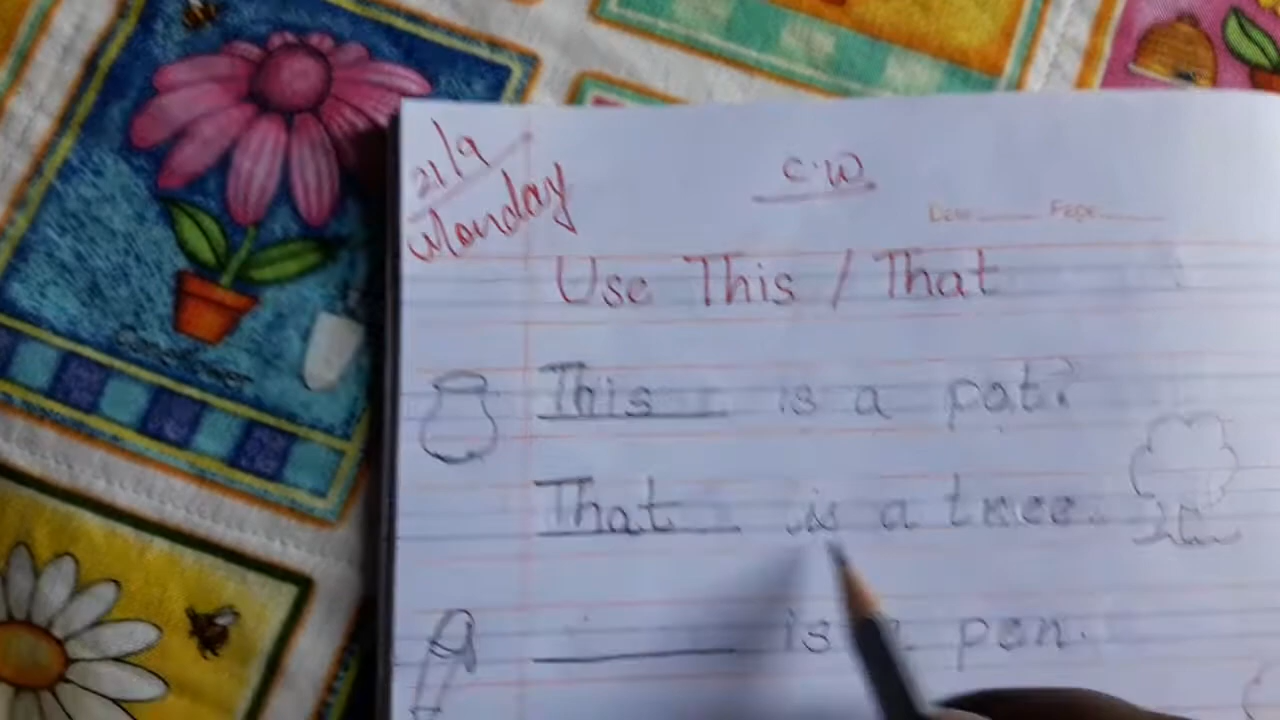 21/9
Monday
C.W
Date Page
Use This / That
This is a pot.
That is a tree.
is a pen.